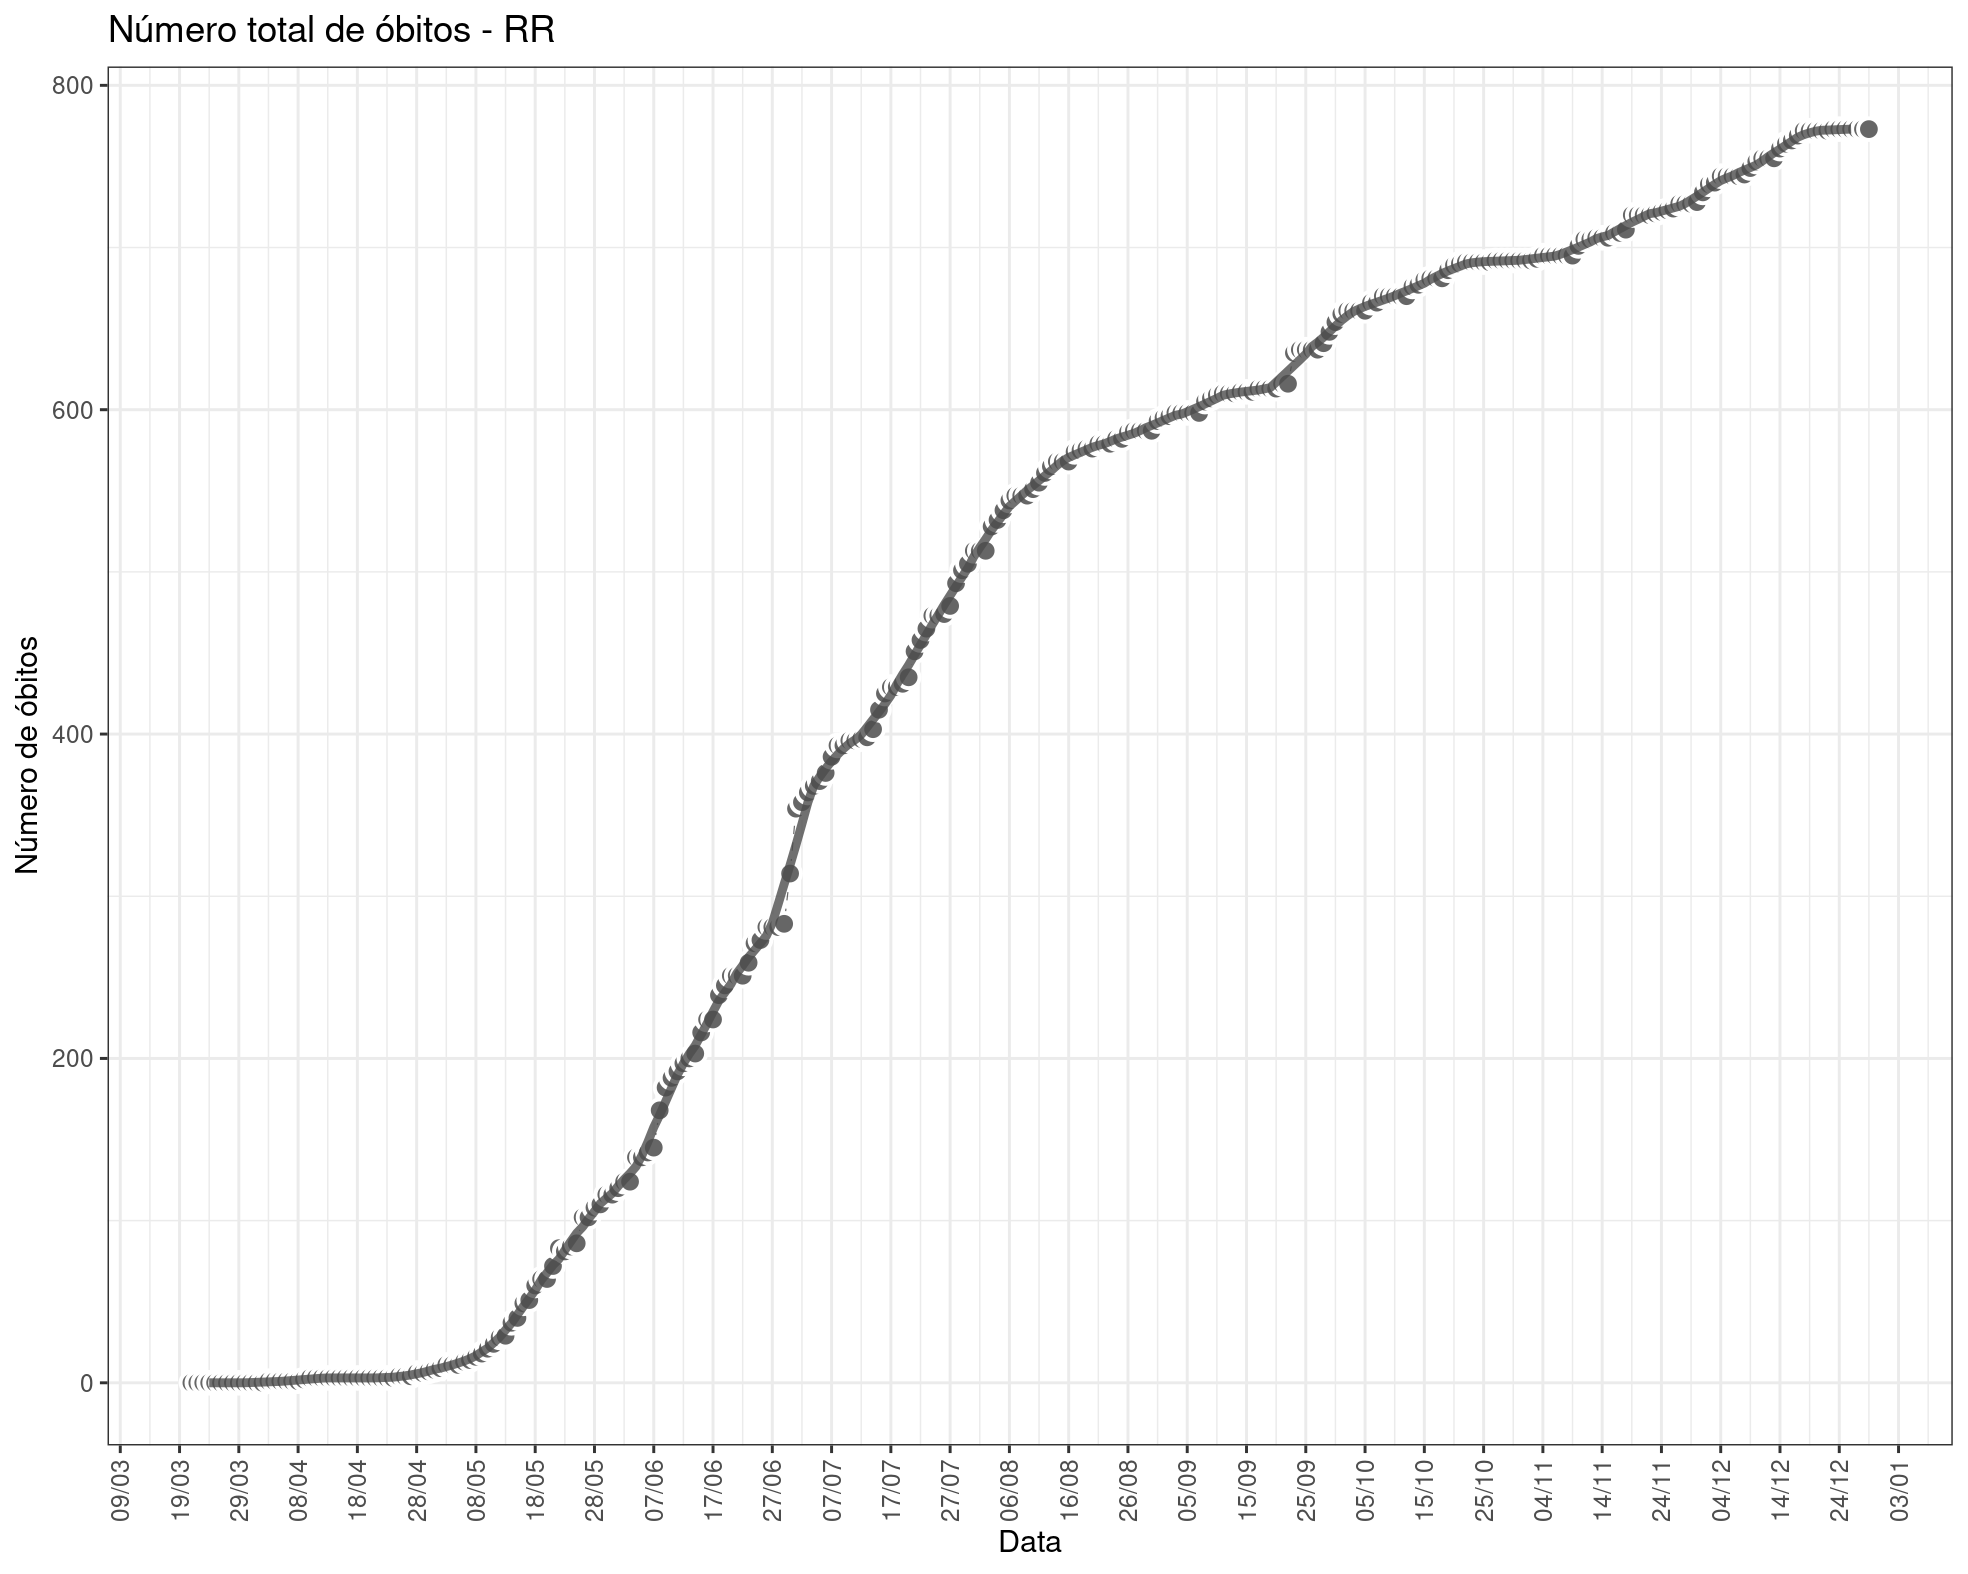 Número total de óbitos - RR
800
600
400
200
0
Número de óbitos
09/03 19/03 29/03 08/04 18/04 28/04 08/05 18/05 28/05 07/06 17/06 27/06 07/07 17/07 27/07 06/08 16/08 26/08 05/09 15/09 25/09 05/10 15/10 25/10 04/11 14/11 24/11 04/12 14/12 24/12 03/01
Data